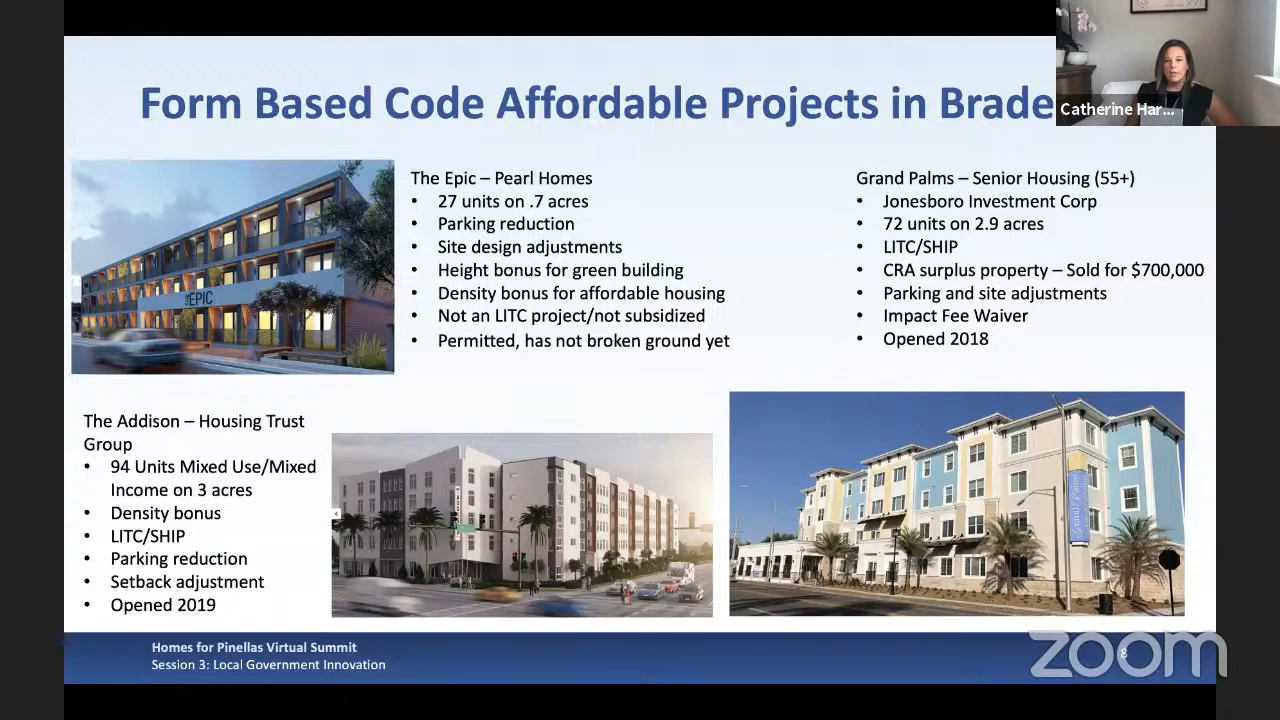 Form Based Code Affordable Projects in Brade
Catherine Har...
The Epic – Pearl Homes
• 27 units on .7 acres
• Parking reduction
• Site design adjustments
• Height bonus for green building
• Density bonus for affordable housing
• Not an LITC project/not subsidized
• Permitted, has not broken ground yet
Grand Palms – Senior Housing (55+)
• Jonesboro Investment Corp
• 72 units on 2.9 acres
• LITC/SHIP
• CRA surplus property – Sold for $700,000
• Parking and site adjustments
• Impact Fee Waiver
• Opened 2018
THE EPIC
The Addison – Housing Trust
Group
• 94 Units Mixed Use/Mixed
Income on 3 acres
• Density bonus
• LITC/SHIP
• Parking reduction
• Setback adjustment
• Opened 2019
Grand Palms
Homes for Pinellas Virtual Summit
Session 3: Local Government Innovation
8
zoom